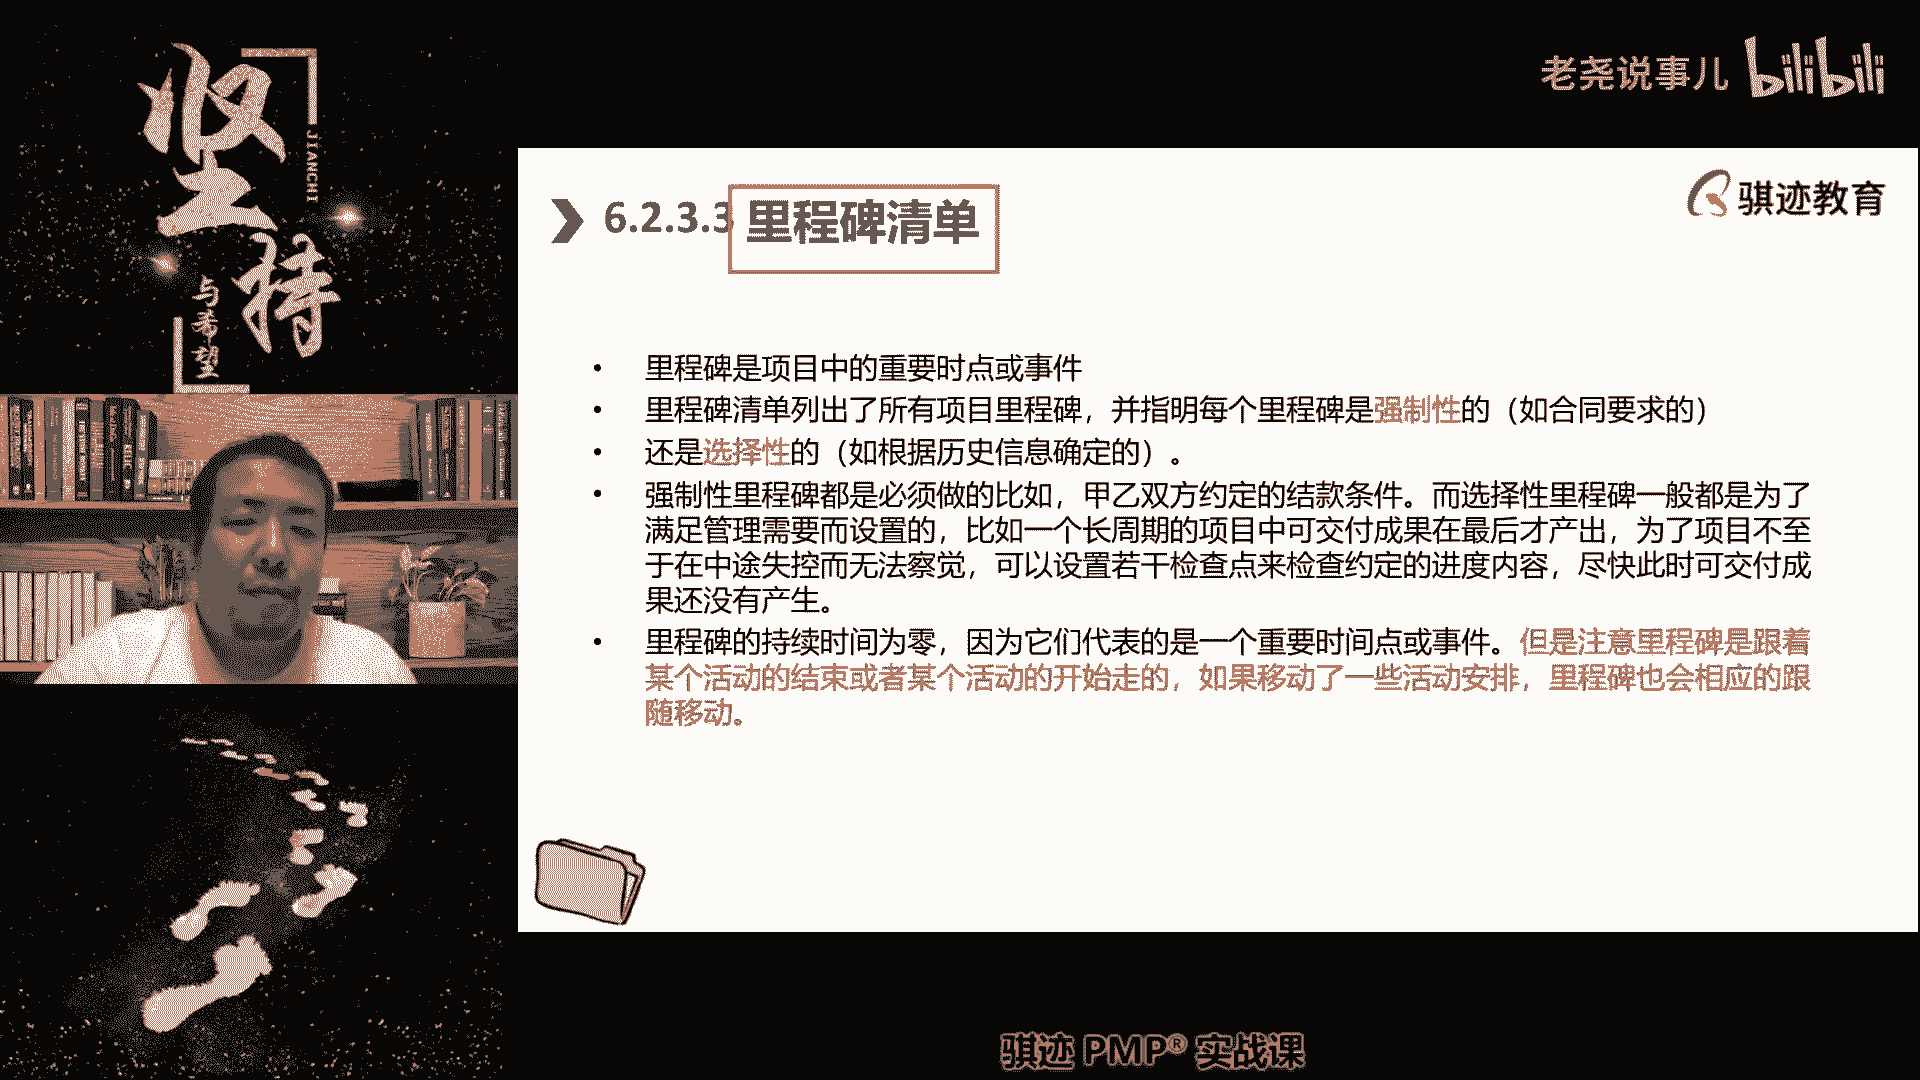 坚持
JIANCHI
与希望
老尧说事儿 bilibili
骐迹教育
6.2.3.3 里程碑清单
• 里程碑是项目中的重要时点或事件
• 里程碑清单列出了所有项目里程碑，并指明每个里程碑是强制性的（如合同要求的）
• 还是选择性的（如根据历史信息确定的）。
• 强制性里程碑都是必须做的比如，甲乙双方约定的结款条件。而选择性里程碑一般都是为了
满足管理需要而设置的，比如一个长周期的项目中可交付成果在最后才产出，为了项目不至
于在中途失控而无法察觉，可以设置若干检查点来检查约定的进度内容，尽快此时可交付成
果还没有产生。
• 里程碑的持续时间为零，因为它们代表的是一个重要时间点或事件。但是注意里程碑是跟着
某个活动的结束或者某个活动的开始走的，如果移动了一些活动安排，里程碑也会相应的跟
随移动。
骐迹 PMP® 实战课